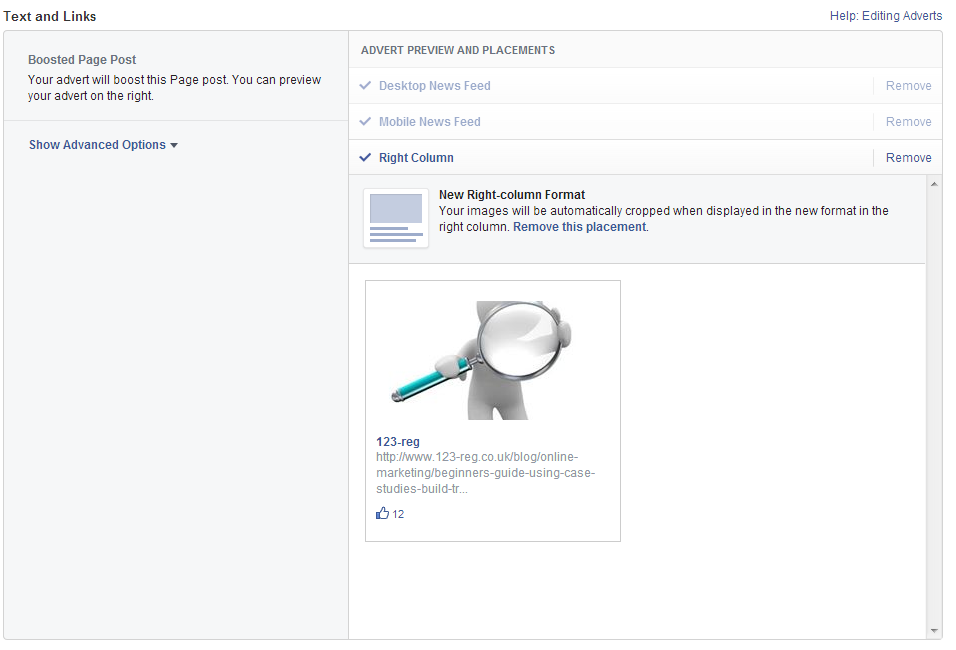 Text and Links
Help: Editing Adverts
Boosted Page Post
Your advert will boost this Page post. You can preview
your advert on the right.
Show Advanced Options
ADVERT PREVIEW AND PLACEMENTS
Desktop News Feed
Remove
Mobile News Feed
Remove
Right Column
Remove
New Right-column Format
Your images will be automatically cropped when displayed in the new format in the
right column. Remove this placement.
123-reg
http://www.123-reg.co.uk/blog/online-
marketing/beginners-guide-using-case-
studies-build-tr...
12